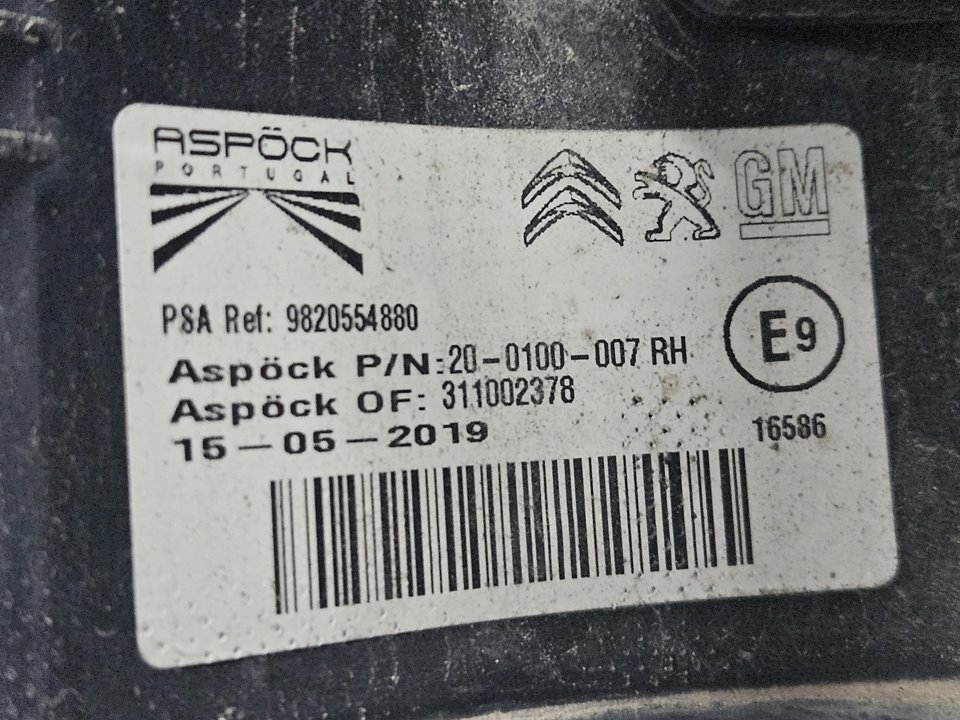 ASPÖCK
PORTUGAL
GM
PSA Ref: 9820554880
Aspöck P/N:20-0100-007 RH
Aspöck OF: 311002378
15-05-2019
E9
16586